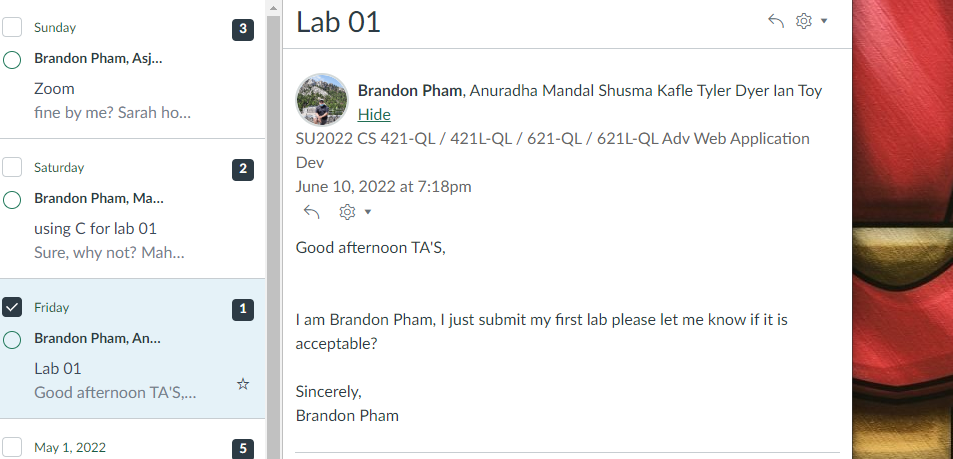 Sunday
3
Brandon Pham, Asj...
Zoom
fine by me? Sarah ho...
Saturday
2
Brandon Pham, Ma...
using C for lab 01
Sure, why not? Mah...
Friday
1
Brandon Pham, An...
Lab 01
Good afternoon TA'S,...
May 1, 2022
5
Lab 01
Brandon Pham, Anuradha Mandal Shusma Kafle Tyler Dyer Ian Toy
Hide
SU2022 CS 421-QL / 421L-QL / 621-QL / 621L-QL Adv Web Application
Dev
June 10, 2022 at 7:18pm
Good afternoon TA'S,
I am Brandon Pham, I just submit my first lab please let me know if it is
acceptable?
Sincerely,
Brandon Pham